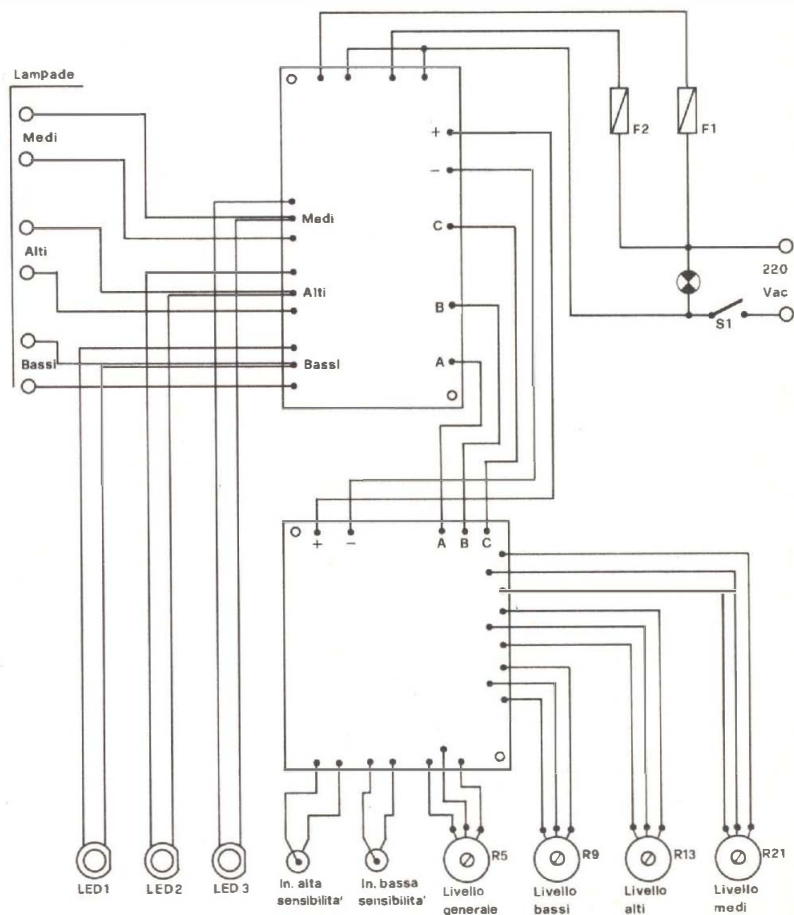 Lampade
Medi
Alti
Bassi
Medi
Alti
Bassi
+
−
C
B
A
F2
F1
220
Vac
S1
+
−
A
B
C
LED1
LED2
LED3
In. alta
sensibilita'
In. bassa
sensibilita'
R5
Livello
generale
R9
Livello
bassi
R13
Livello
alti
R21
Livello
medi